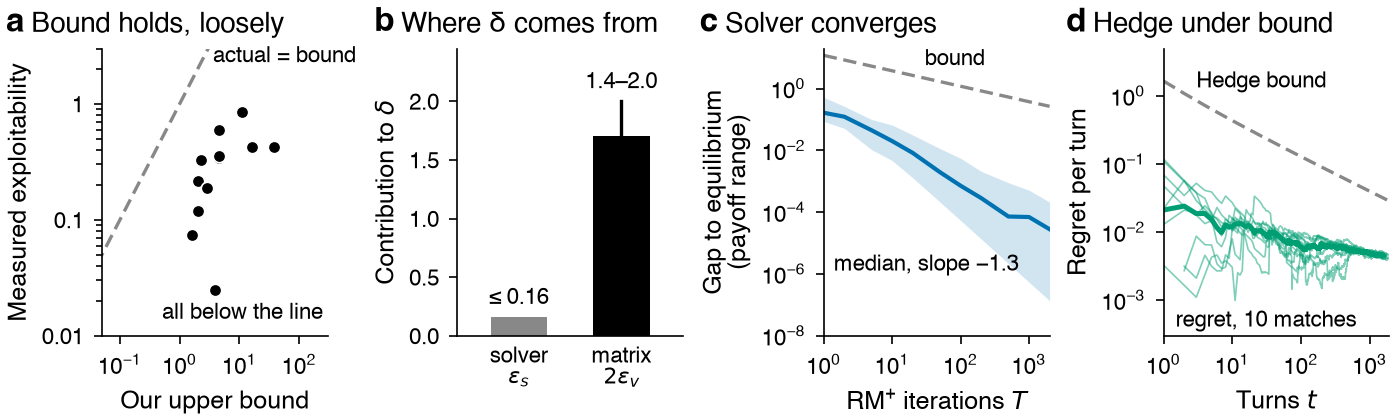 a Bound holds, loosely
Measured exploitability
1
0.1
0.01
actual = bound
all below the line
10⁻¹ 10⁰ 10¹ 10²
Our upper bound
b Where δ comes from
Contribution to δ
2.0
1.5
1.0
0.5
0.0
≤ 0.16
1.4–2.0
solver
εₛ
matrix
2εᵥ
c Solver converges
Gap to equilibrium
(payoff range)
10⁰
10⁻²
10⁻⁴
10⁻⁶
10⁻⁸
bound
median, slope −1.3
10⁰ 10¹ 10² 10³
RM⁺ iterations T
d Hedge under bound
Regret per turn
10⁰
10⁻¹
10⁻²
10⁻³
Hedge bound
regret, 10 matches
10⁰ 10¹ 10² 10³
Turns t